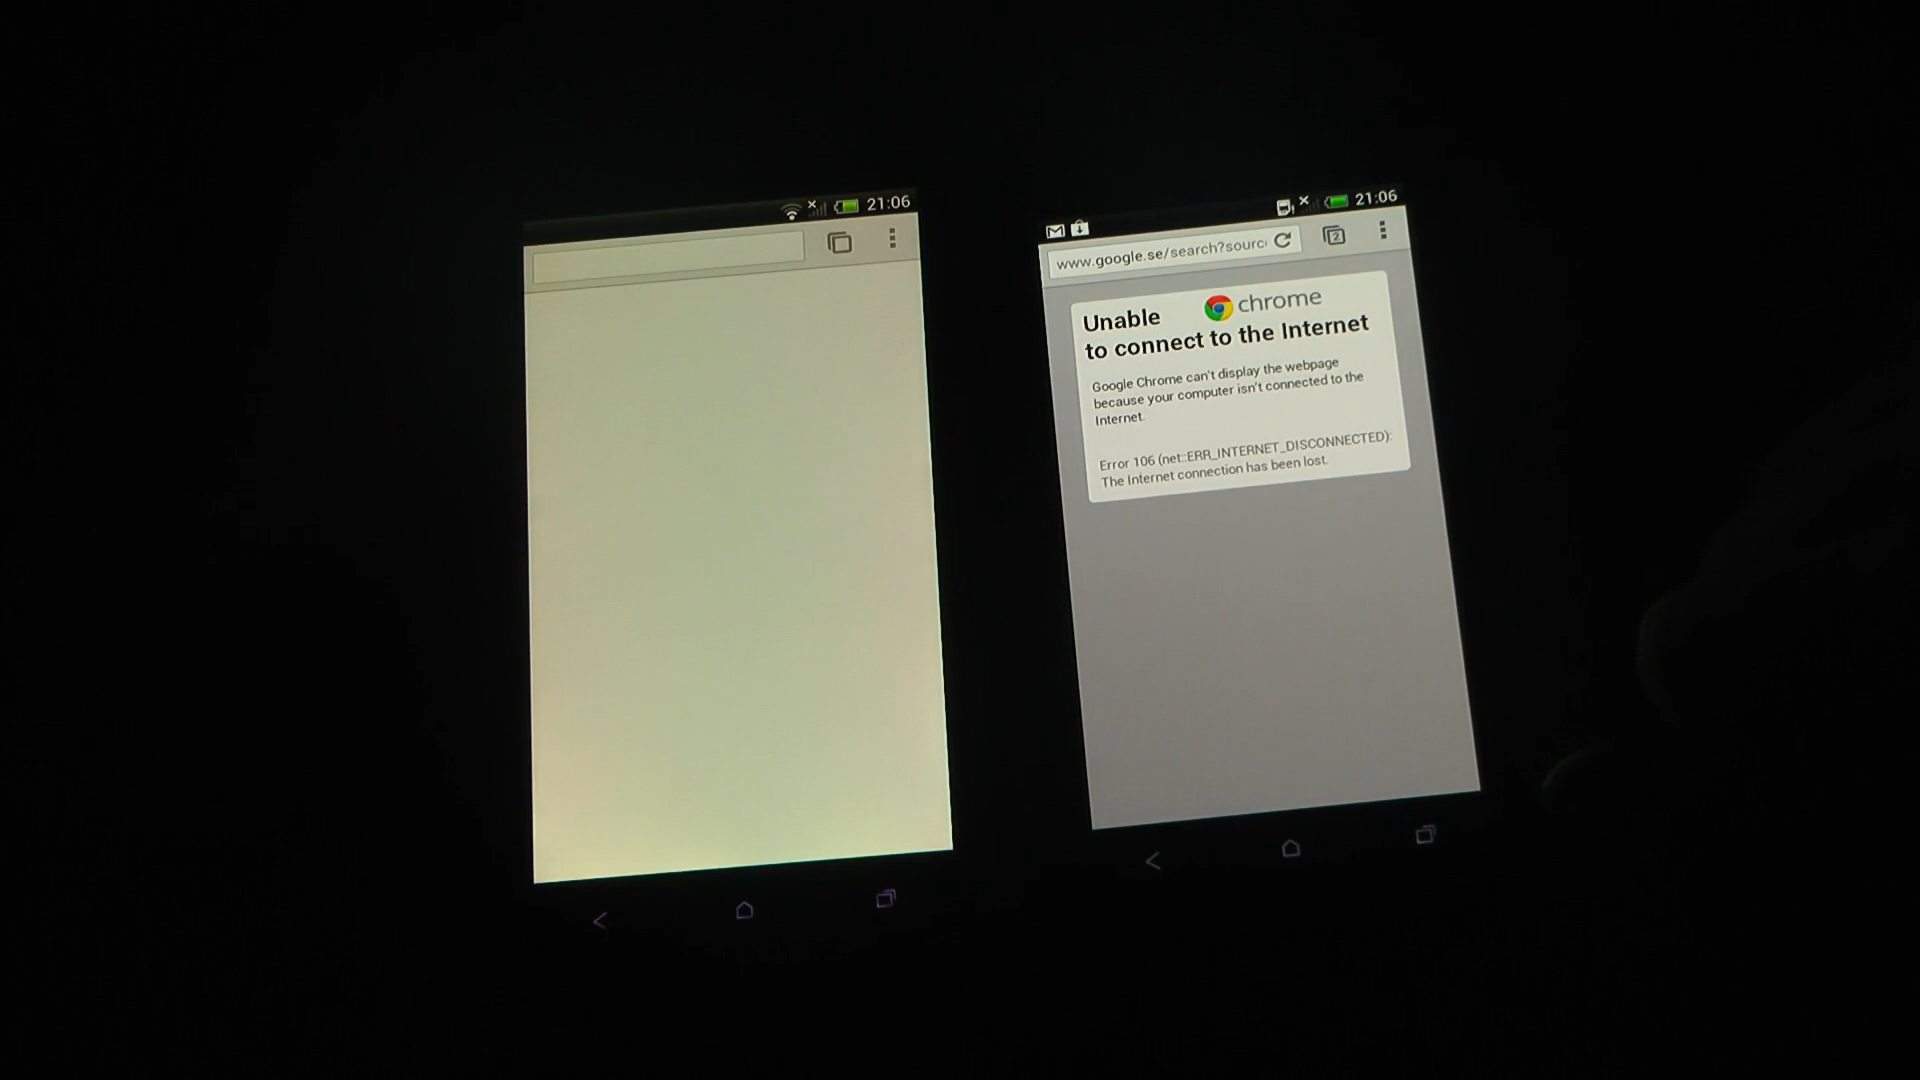 21:06
21:06
www.google.se/search?sourc
2
chrome
Unable
to connect to the Internet
Google Chrome can't display the webpage
because your computer isn't connected to the
Internet.
Error 106 (net::ERR_INTERNET_DISCONNECTED):
The Internet connection has been lost.